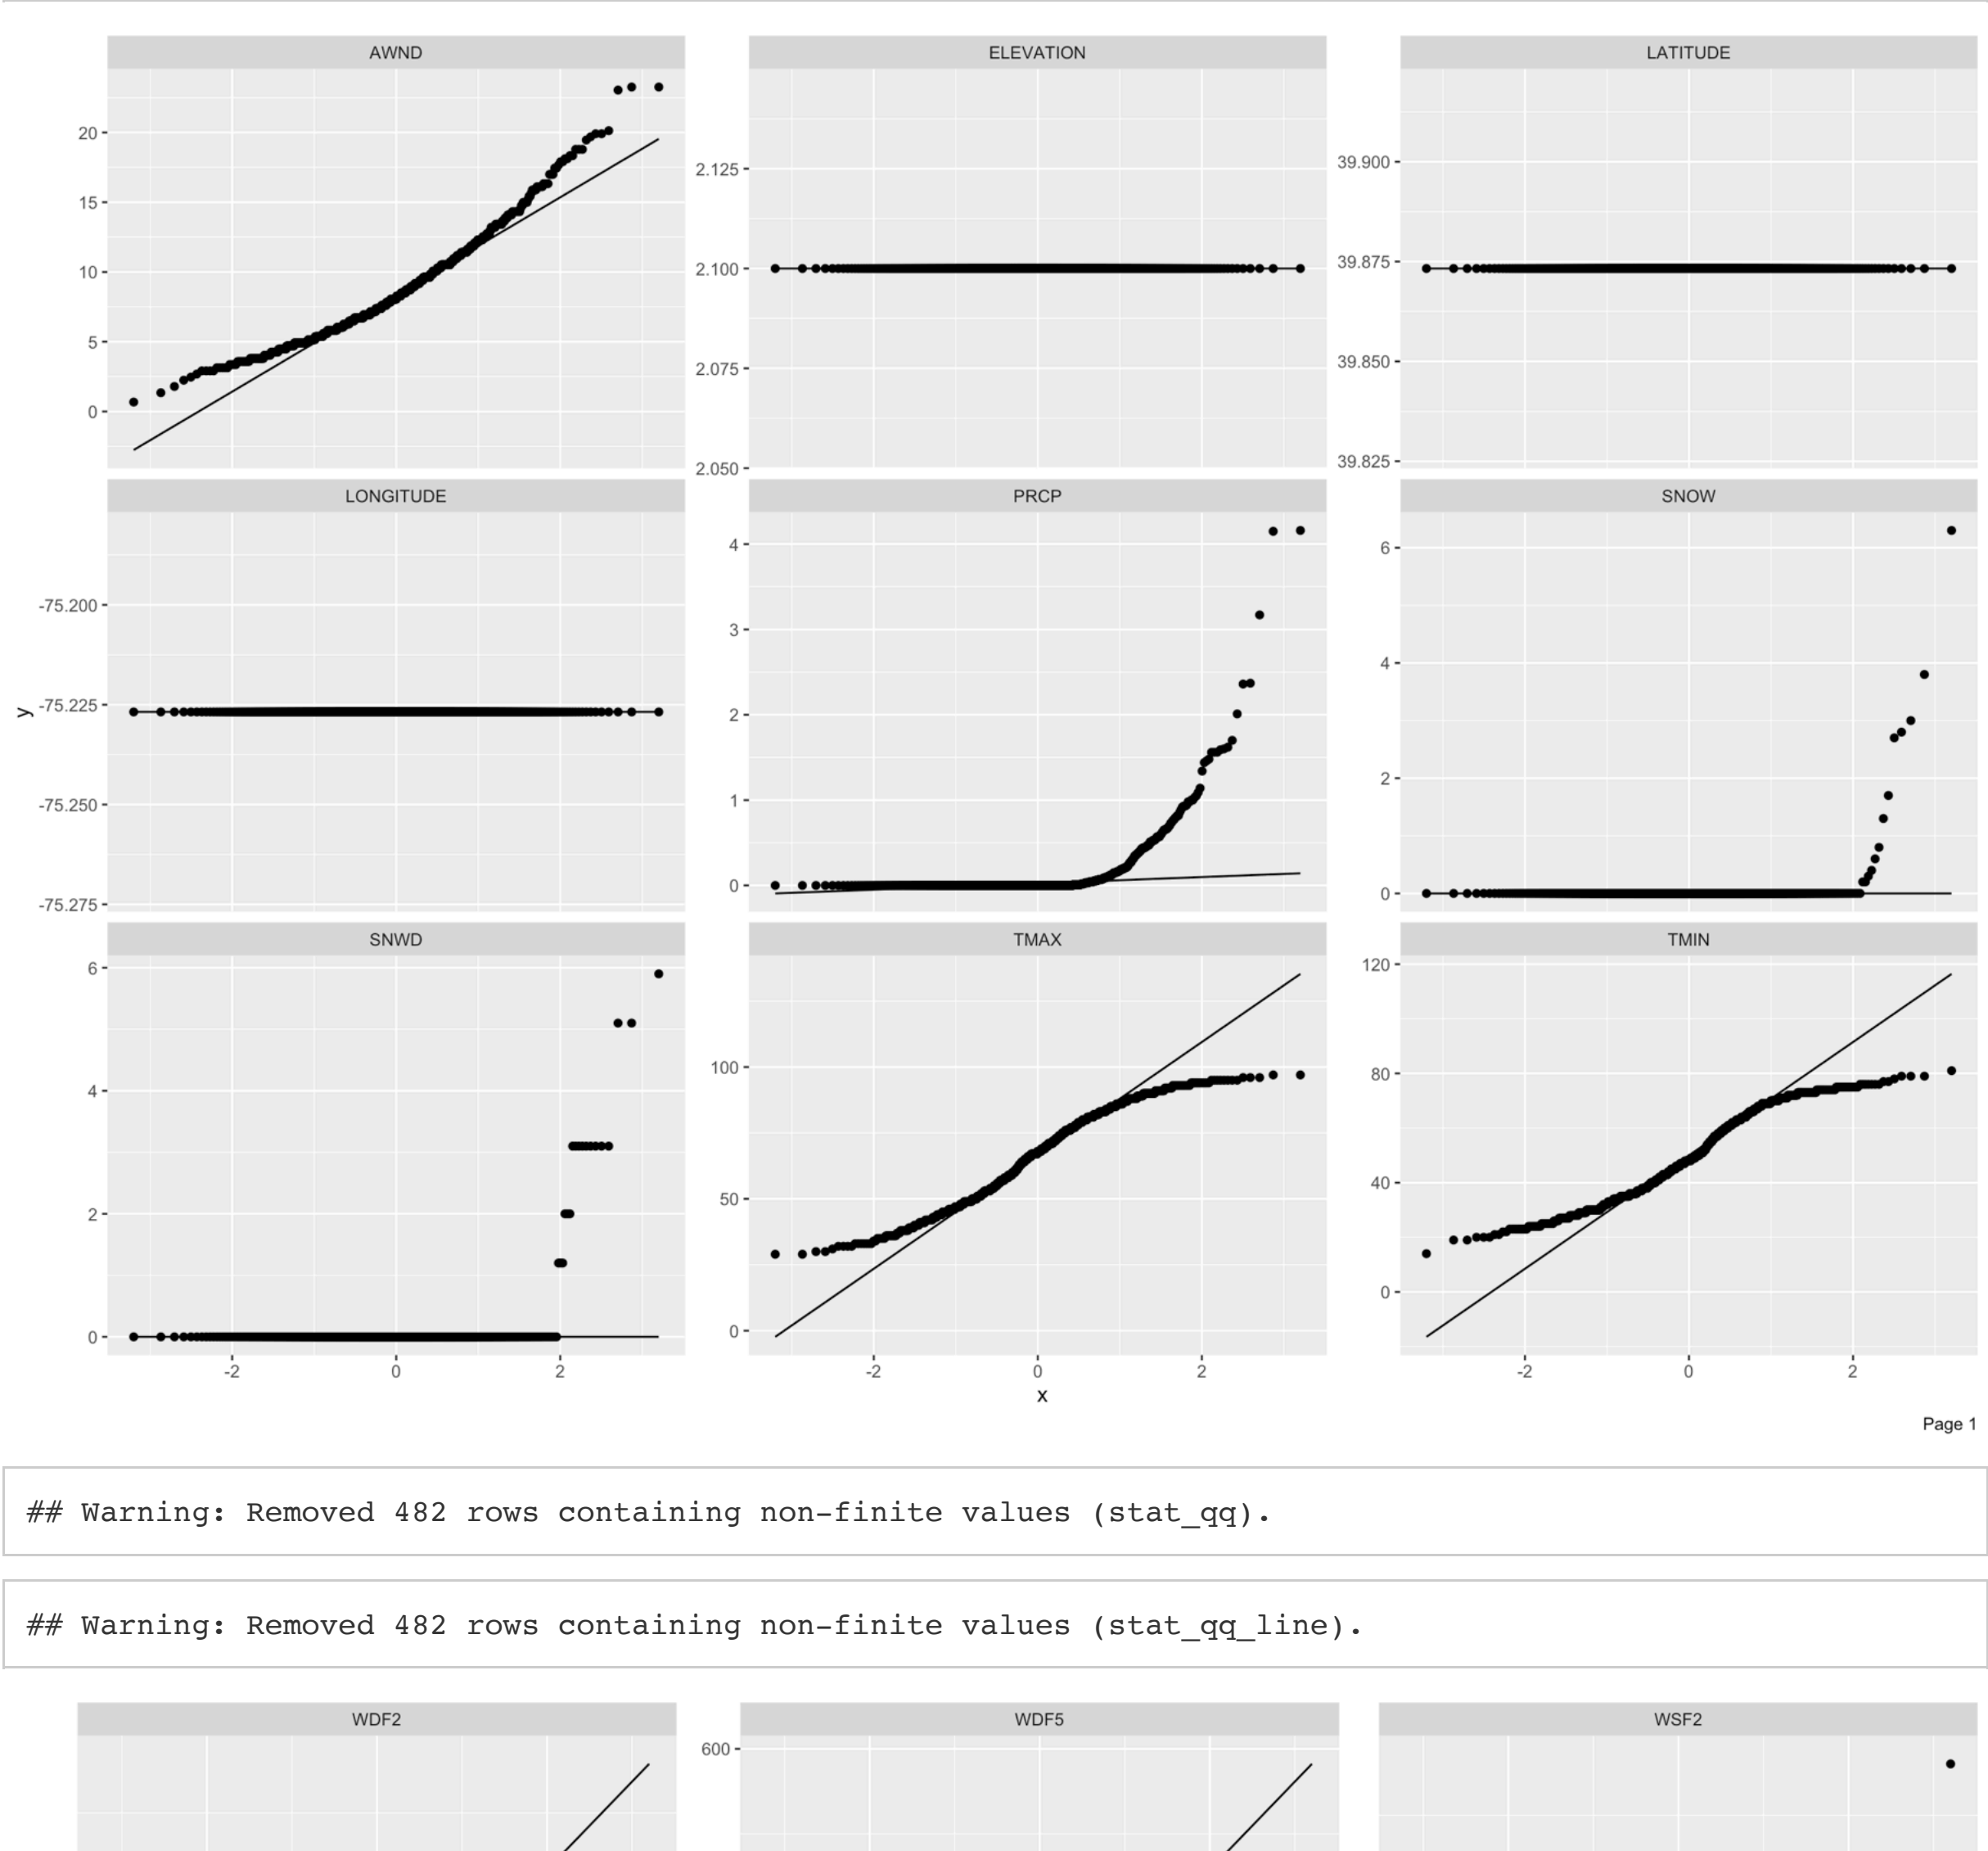 AWND
ELEVATION
LATITUDE
20
15
10
5
0
2.125
2.100
2.075
2.050
39.900
39.875
39.850
39.825
LONGITUDE
PRCP
SNOW
y
-75.200
-75.225
-75.250
-75.275
4
3
2
1
0
6
4
2
0
SNWD
TMAX
TMIN
6
4
2
0
100
50
0
120
80
40
0
-2 0 2
-2 0 2
-2 0 2
x
Page 1
## Warning: Removed 482 rows containing non-finite values (stat_qq).
## Warning: Removed 482 rows containing non-finite values (stat_qq_line).
WDF2
WDF5
WSF2
600